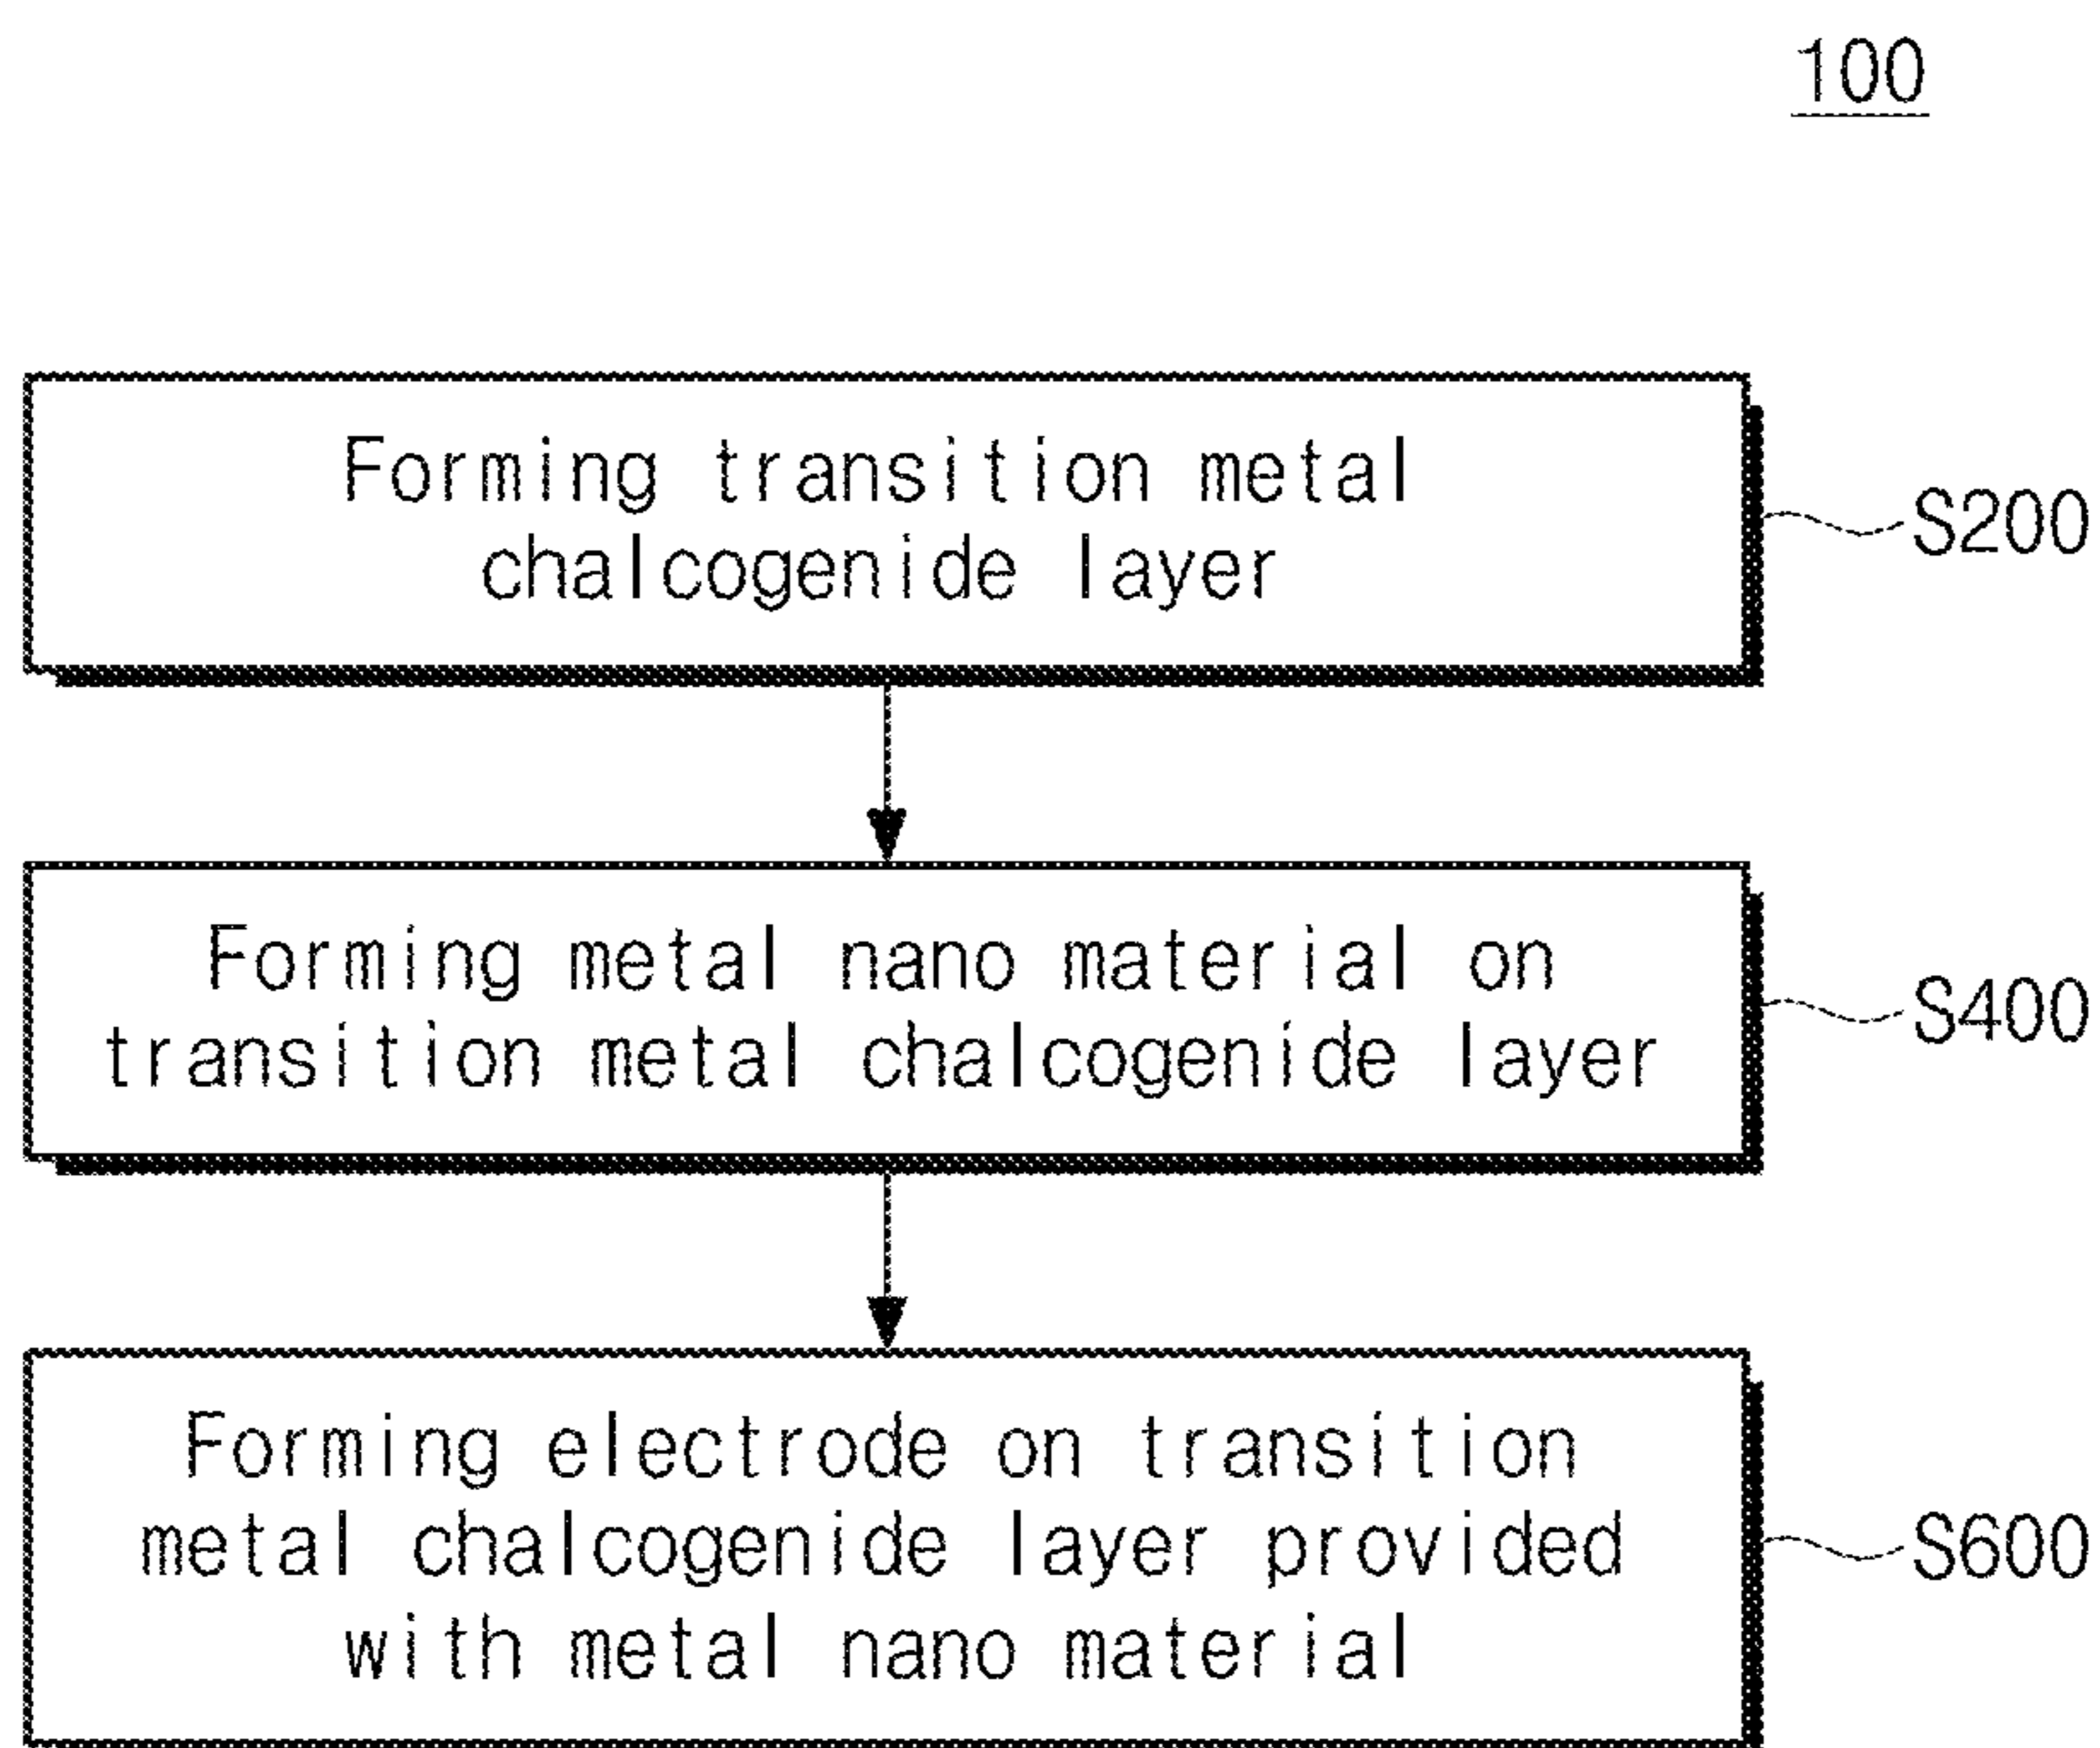 100
Forming transition metal
chalcogenide layer
S200
Forming metal nano material on
transition metal chalcogenide layer
S400
Forming electrode on transition
metal chalcogenide layer provided
with metal nano material
S600